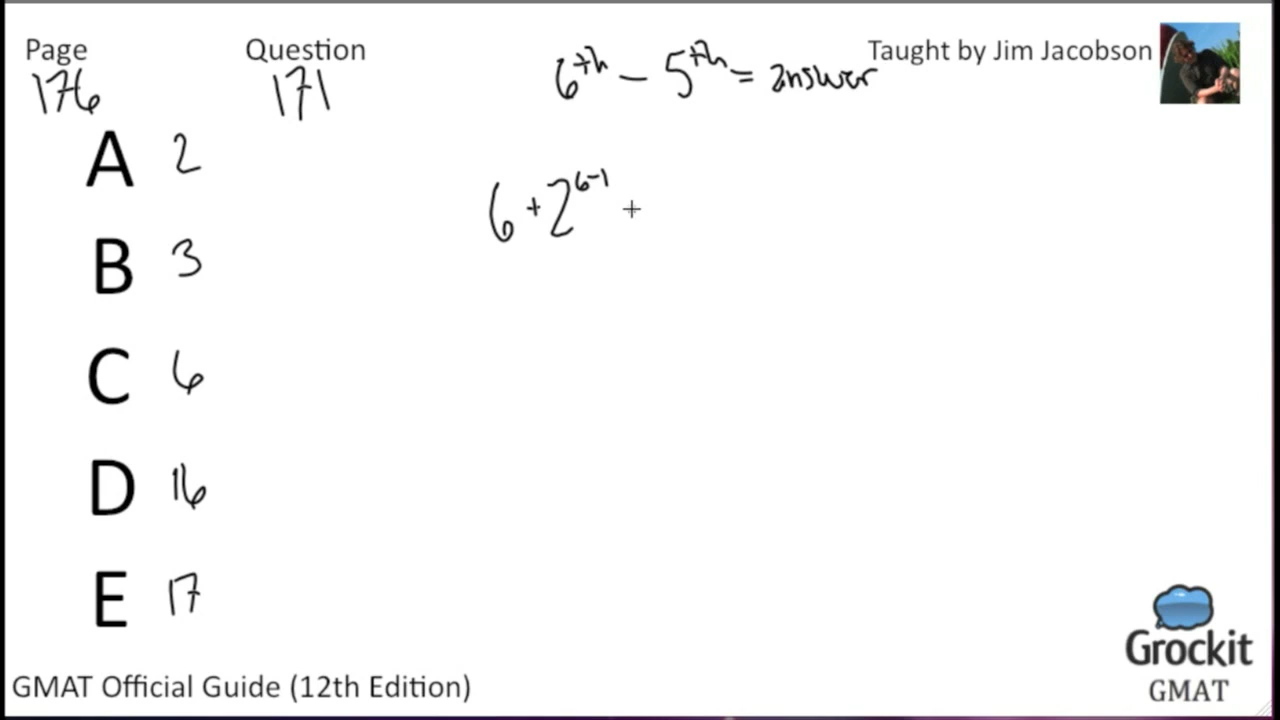 Page Question 6th - 5th = answer Taught by Jim Jacobson
176 171
A 2
6 + 2^6-1 +
B 3
C 6
D 16
E 17
Grockit
GMAT
GMAT Official Guide (12th Edition)